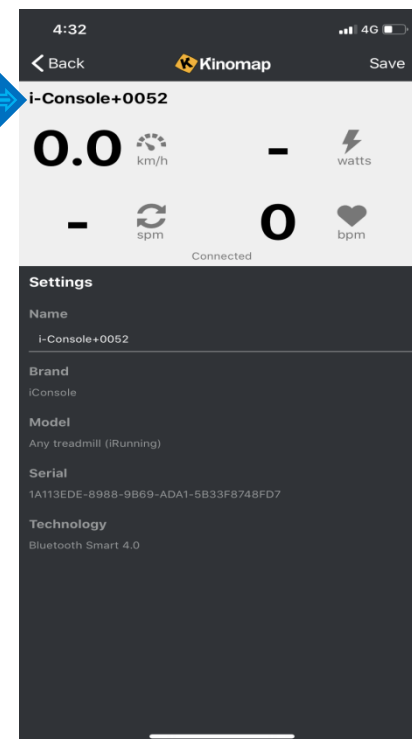 4:32
4G
Back
Kinomap
Save
i-Console+0052
0.0 km/h
- watts
- spm
0 bpm
Connected
Settings
Name
i-Console+0052
Brand
iConsole
Model
Any treadmill (iRunning)
Serial
1A113EDE-8988-9B69-ADA1-5B33F8748FD7
Technology
Bluetooth Smart 4.0